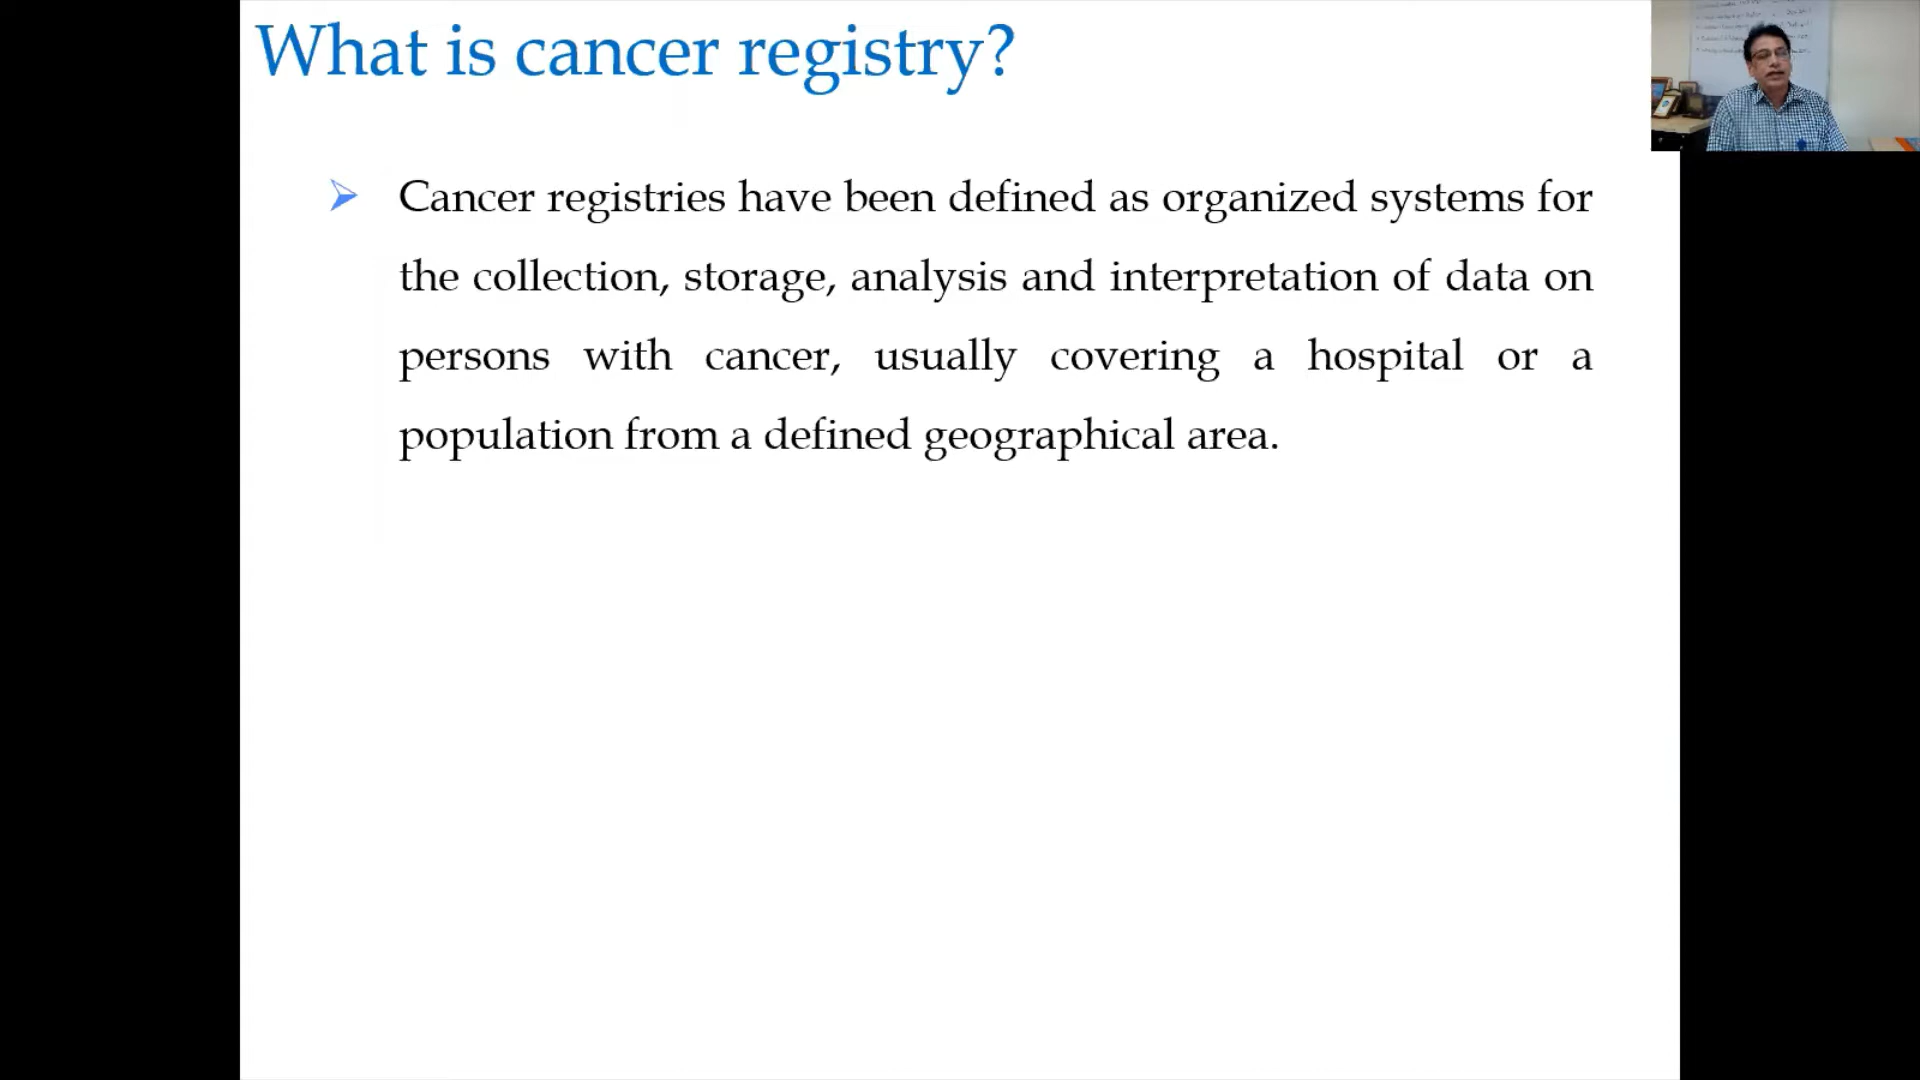 What is cancer registry?
Cancer registries have been defined as organized systems for
the collection, storage, analysis and interpretation of data on
persons with cancer, usually covering a hospital or a
population from a defined geographical area.